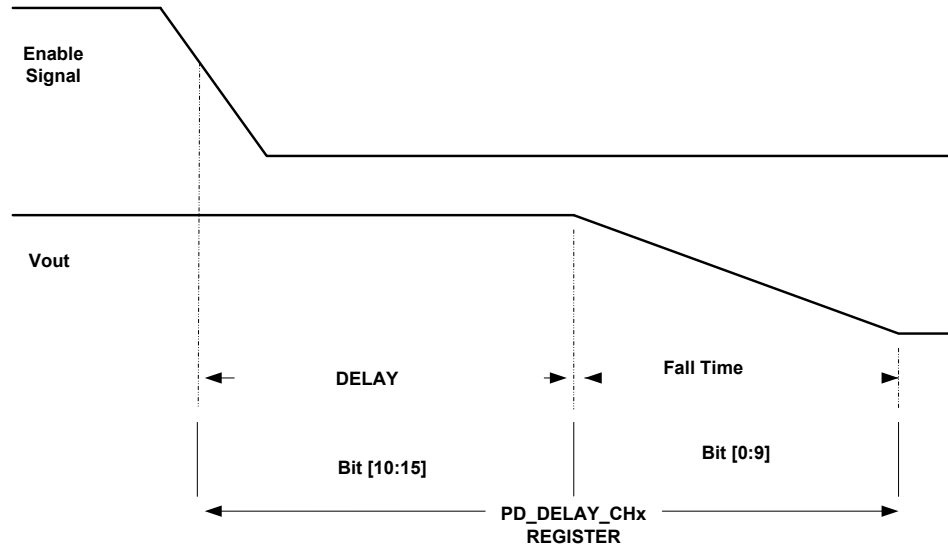 Enable
Signal
Vout
DELAY
Fall Time
Bit [10:15]
Bit [0:9]
PD_DELAY_CHx
REGISTER